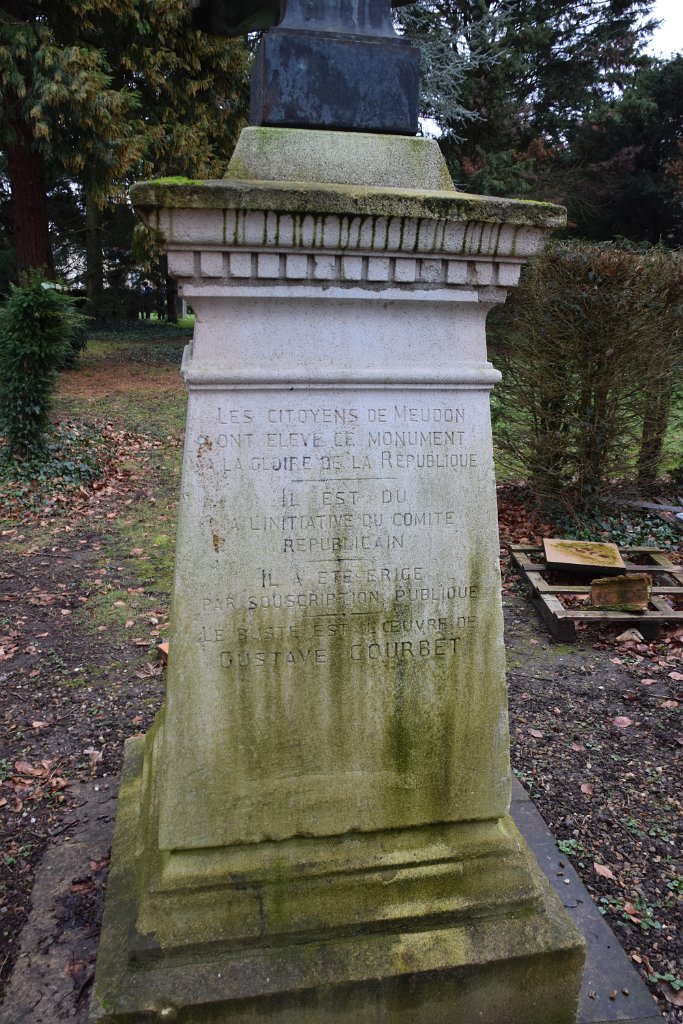 LES CITOYENS DE MEUDON
ONT ELEVE CE MONUMENT
A LA GLOIRE DE LA RÉPUBLIQUE
IL EST DU
A L'INITIATIVE DU COMITE
REPUBLICAIN
IL A ETE ERIGE
PAR SOUSCRIPTION PUBLIQUE
LE BUSTE EST L'ŒUVRE DE
GUSTAVE COURBET